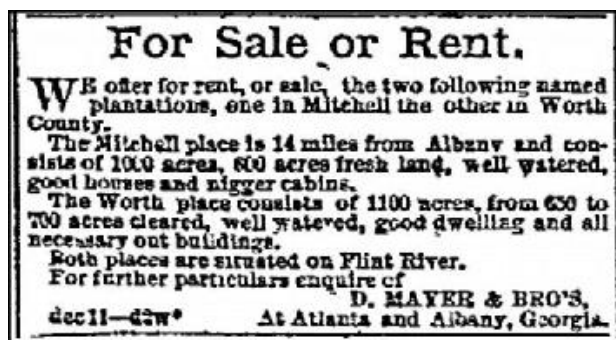 For Sale or Rent.
WE offer for rent, or sale, the two following named
plantations, one in Mitchell the other in Worth
County.
The Mitchell place is 14 miles from Albany and con-
sists of 1000 acres, 600 acres fresh land, well watered,
good houses and nigger cabins.
The Worth place consists of 1100 acres, from 650 to
700 acres cleared, well watered, good dwelling and all
necessary out buildings.
Both places are situated on Flint River.
For further particulars enquire of
D. MAYER & BRO'S,
dec11—d2w* At Atlanta and Albany, Georgia.